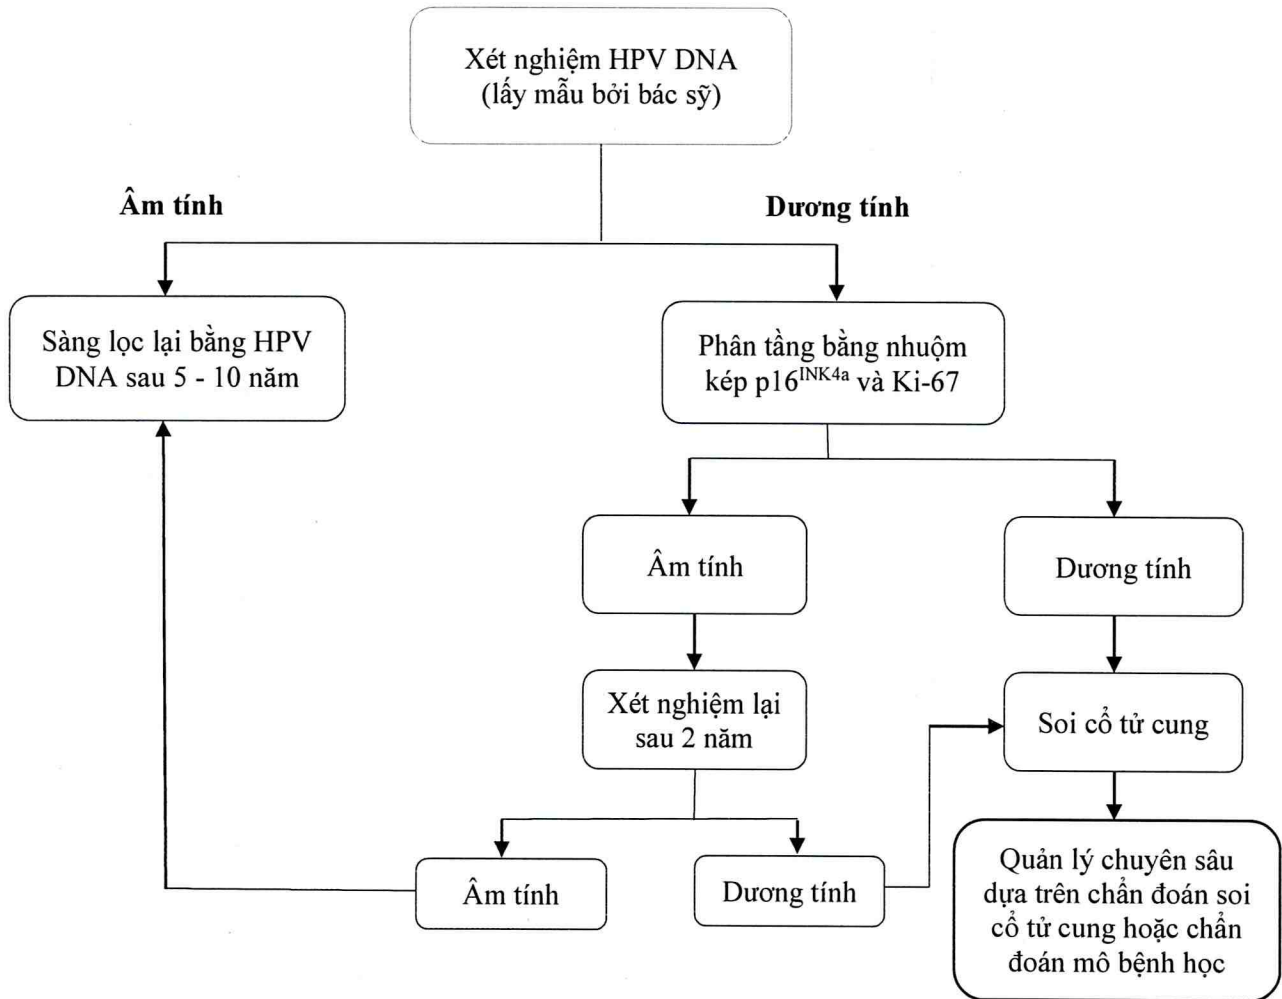 Xét nghiệm HPV DNA
(lấy mẫu bởi bác sỹ)
Âm tính
Dương tính
Sàng lọc lại bằng HPV
DNA sau 5 - 10 năm
Phân tầng bằng nhuộm
kép p16^INK4a và Ki-67
Âm tính
Dương tính
Xét nghiệm lại
sau 2 năm
Soi cổ tử cung
Âm tính
Dương tính
Quản lý chuyên sâu
dựa trên chẩn đoán soi
cổ tử cung hoặc chẩn
đoán mô bệnh học